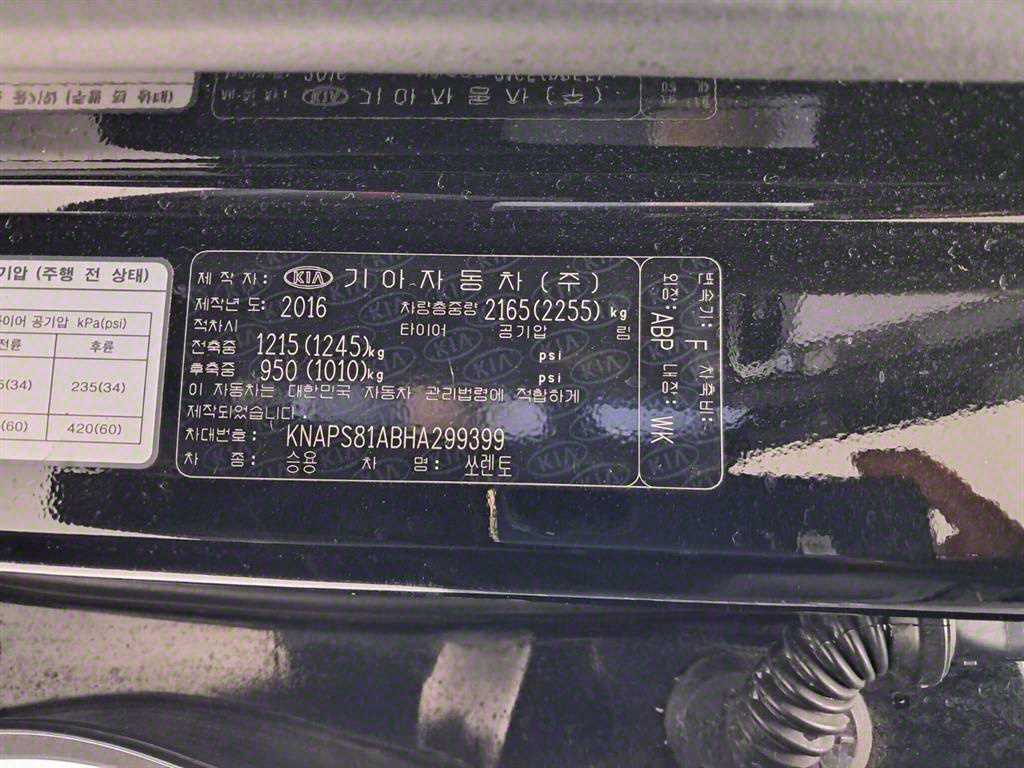 기압 (주행 전 상태)
타이어 공기압 kPa(psi)
전륜 후륜
5(34) 235(34)
(60) 420(60)
제 작 자: KIA 기아자동차(주)
제작년 도: 2016 차량총중량 2165(2255) kg
적차시 타이어 공기압 림
전축중 1215(1245)kg psi
후축중 950(1010)kg psi
이 자동차는 대한민국 자동차 관리법령에 적합하게
제작되었습니다.
차대번호: KNAPS81ABHA299399
차 종: 승용 차 명: 쏘렌토
변속기: F 저축비:
외장: ABP 내장: WK